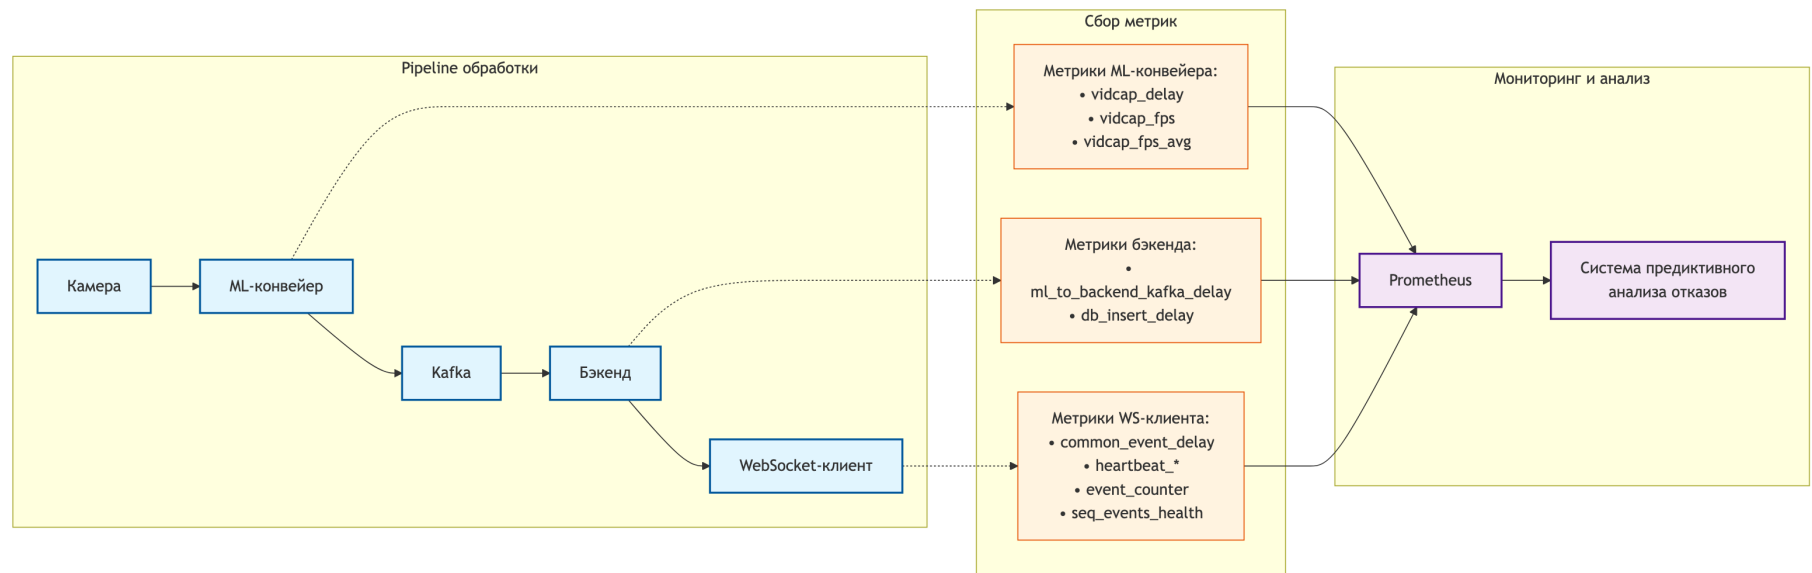 Pipeline обработки
Камера
ML-конвейер
Kafka
Бэкенд
WebSocket-клиент
Сбор метрик
Метрики ML-конвейера:
• vidcap_delay
• vidcap_fps
• vidcap_fps_avg
Метрики бэкенда:
•
ml_to_backend_kafka_delay
• db_insert_delay
Метрики WS-клиента:
• common_event_delay
• heartbeat_*
• event_counter
• seq_events_health
Мониторинг и анализ
Prometheus
Система предиктивного
анализа отказов